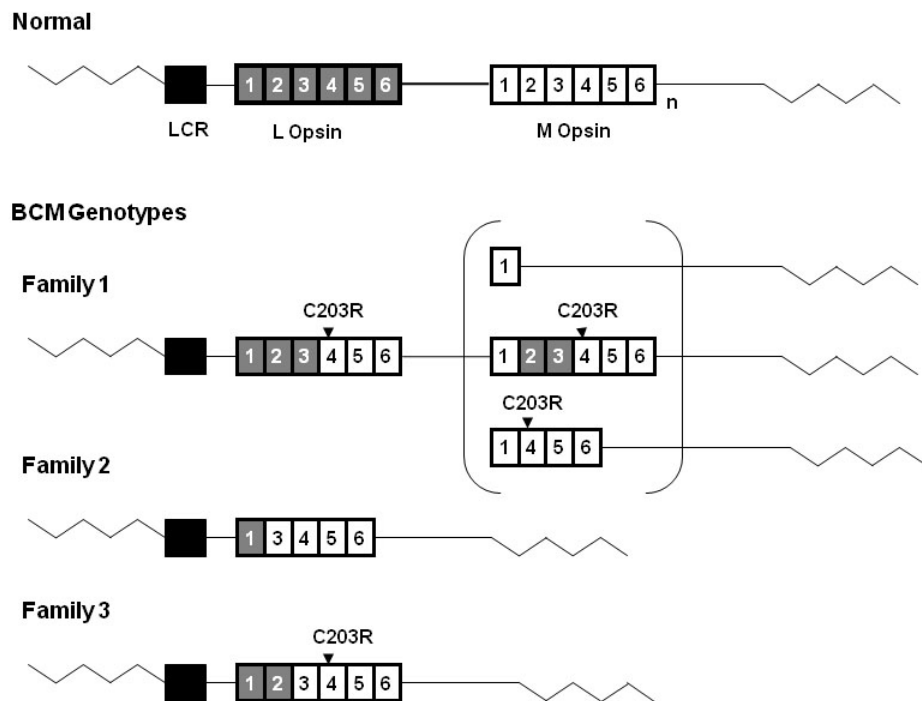 Normal
1 2 3 4 5 6
1 2 3 4 5 6
n
LCR
L Opsin
M Opsin
BCM Genotypes
1
Family 1
C203R
C203R
1 2 3 4 5 6
1 2 3 4 5 6
C203R
1 4 5 6
Family 2
1 3 4 5 6
Family 3
C203R
1 2 3 4 5 6